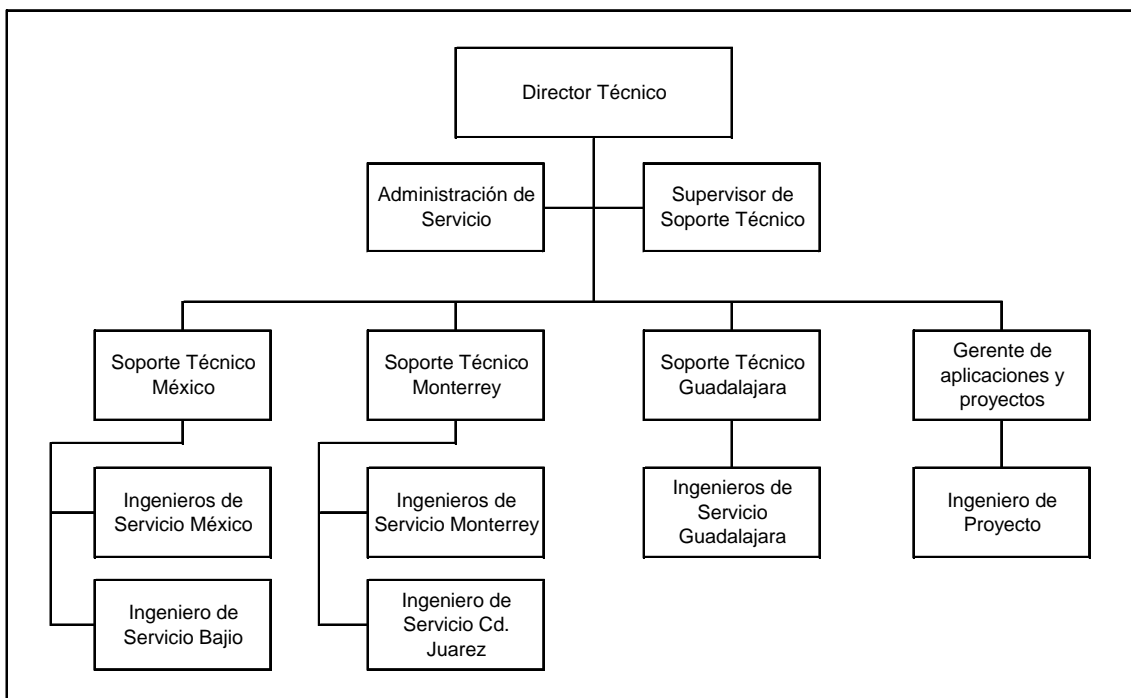 Director Técnico
Administración de
Servicio
Supervisor de
Soporte Técnico
Soporte Técnico
México
Soporte Técnico
Monterrey
Soporte Técnico
Guadalajara
Gerente de
aplicaciones y
proyectos
Ingenieros de
Servicio México
Ingenieros de
Servicio Monterrey
Ingenieros de
Servicio
Guadalajara
Ingeniero de
Proyecto
Ingeniero de
Servicio Bajio
Ingeniero de
Servicio Cd.
Juarez